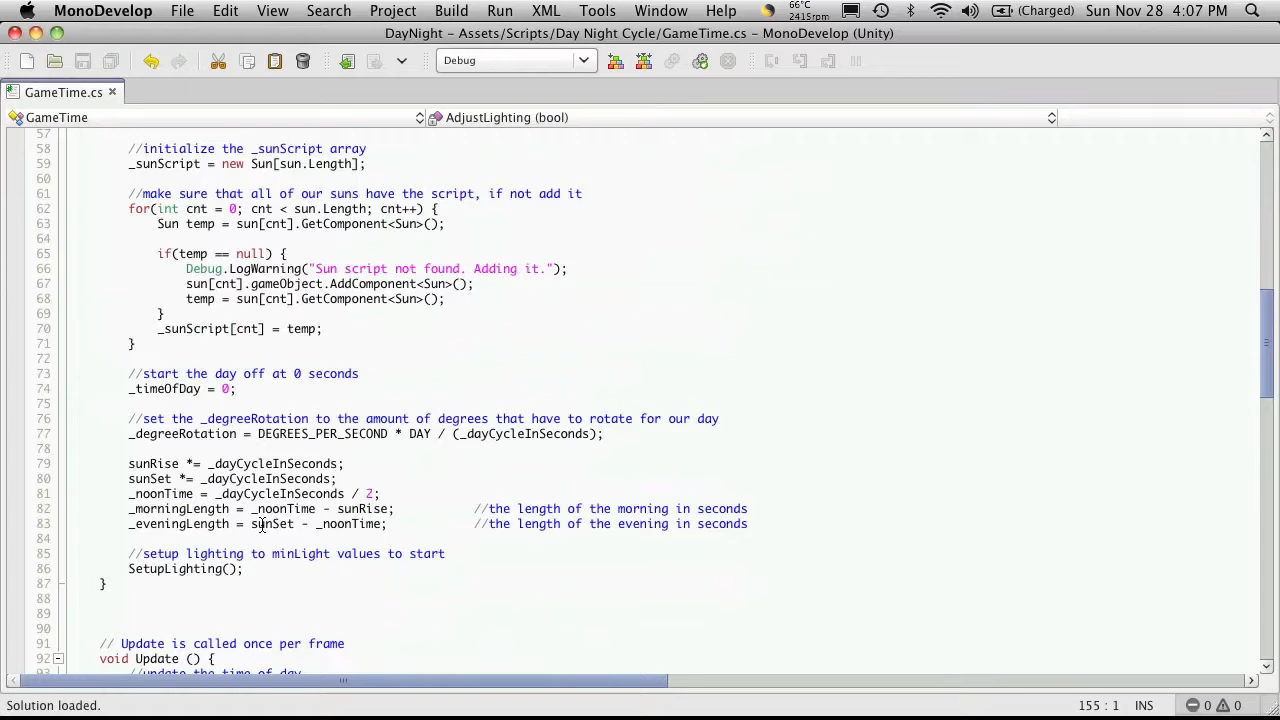 MonoDevelop File Edit View Search Project Build Run XML Tools Window Help 66°C 2415rpm (Charged) Sun Nov 28 4:07 PM
DayNight – Assets/Scripts/Day Night Cycle/GameTime.cs – MonoDevelop (Unity)
Debug
GameTime.cs
GameTime AdjustLighting (bool)
57
58 //initialize the _sunScript array
59 _sunScript = new Sun[sun.Length];
60
61 //make sure that all of our suns have the script, if not add it
62 for(int cnt = 0; cnt < sun.Length; cnt++) {
63 Sun temp = sun[cnt].GetComponent<Sun>();
64
65 if(temp == null) {
66 Debug.LogWarning("Sun script not found. Adding it.");
67 sun[cnt].gameObject.AddComponent<Sun>();
68 temp = sun[cnt].GetComponent<Sun>();
69 }
70 _sunScript[cnt] = temp;
71 }
72
73 //start the day off at 0 seconds
74 _timeOfDay = 0;
75
76 //set the _degreeRotation to the amount of degrees that have to rotate for our day
77 _degreeRotation = DEGREES_PER_SECOND * DAY / (_dayCycleInSeconds);
78
79 sunRise *= _dayCycleInSeconds;
80 sunSet *= _dayCycleInSeconds;
81 _noonTime = _dayCycleInSeconds / 2;
82 _morningLength = _noonTime - sunRise; //the length of the morning in seconds
83 _eveningLength = sunSet - _noonTime; //the length of the evening in seconds
84
85 //setup lighting to minLight values to start
86 SetupLighting();
87 }
88
89
90
91 // Update is called once per frame
92 void Update () {
93 //update the time of day
Solution loaded. 155 : 1 INS 0 0